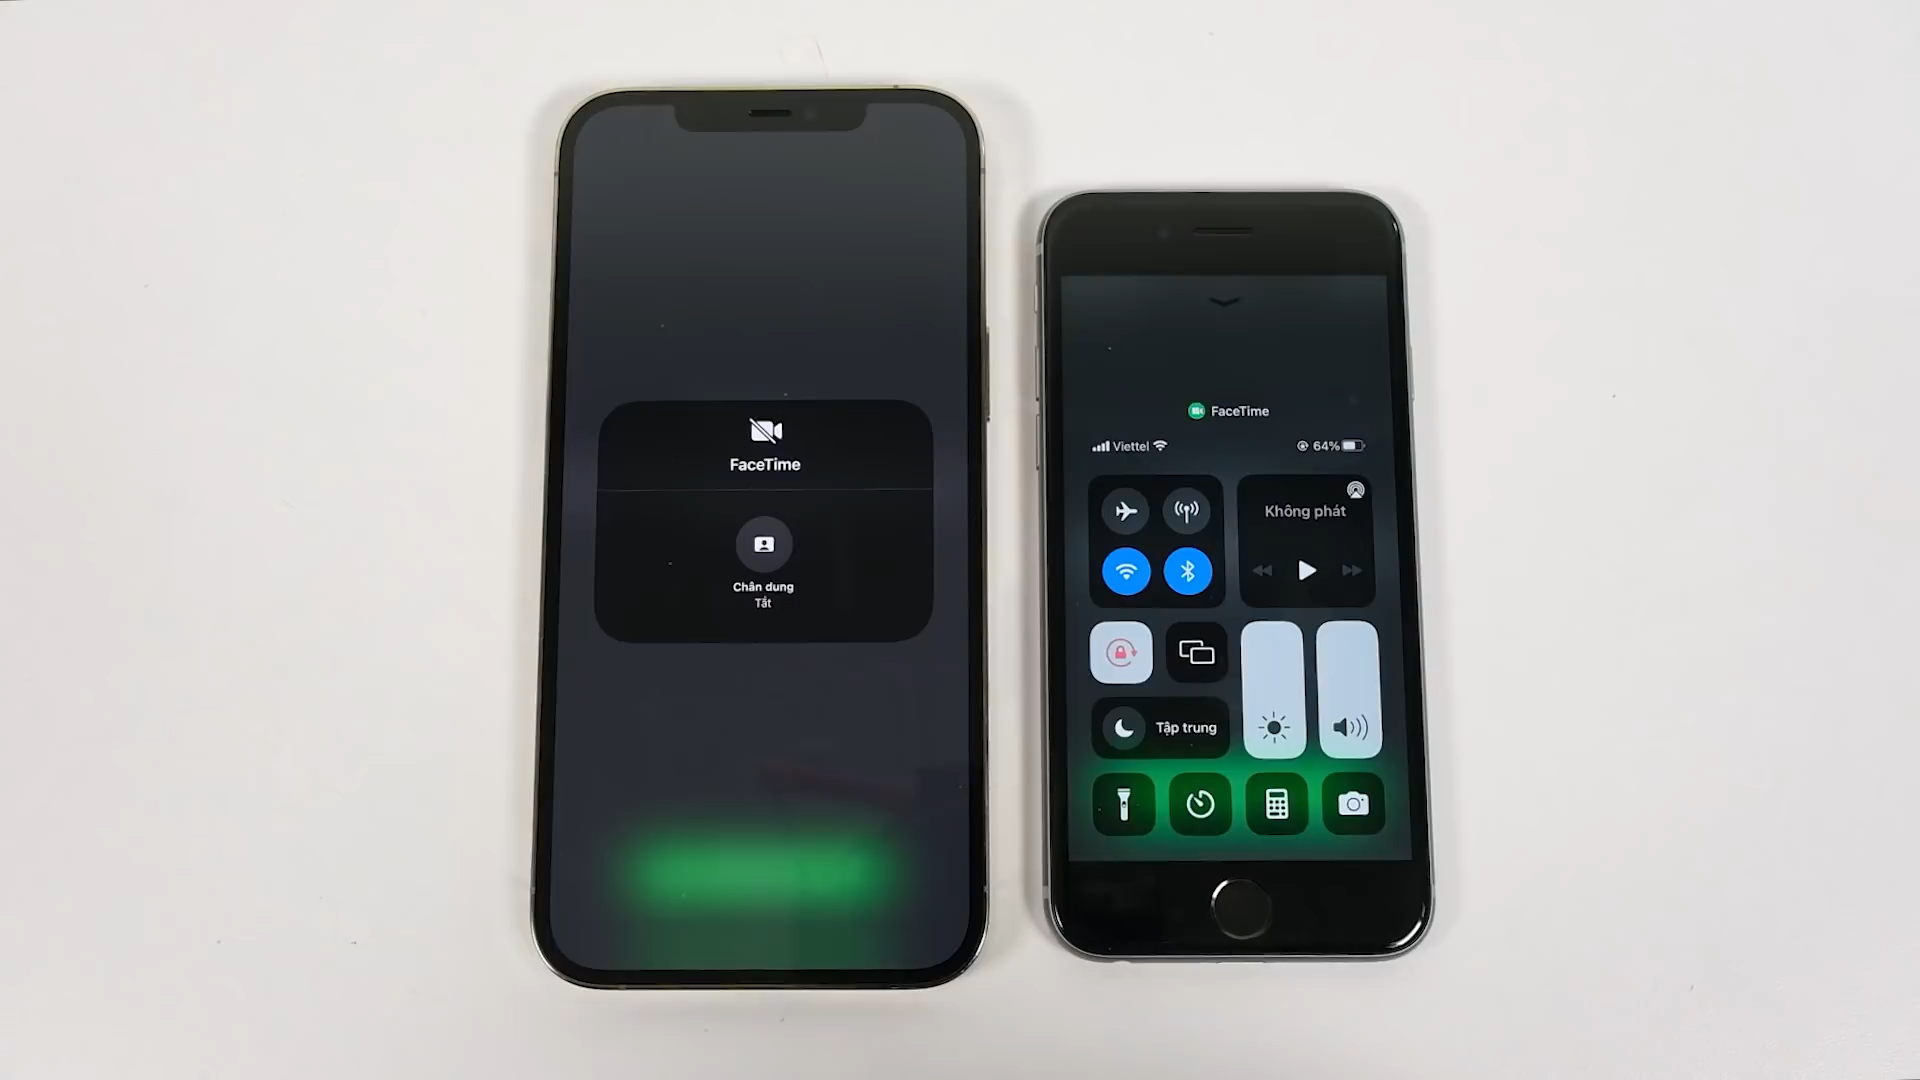 FaceTime
Chân dung
Tắt
FaceTime
Viettel
64%
Không phát
Tập trung